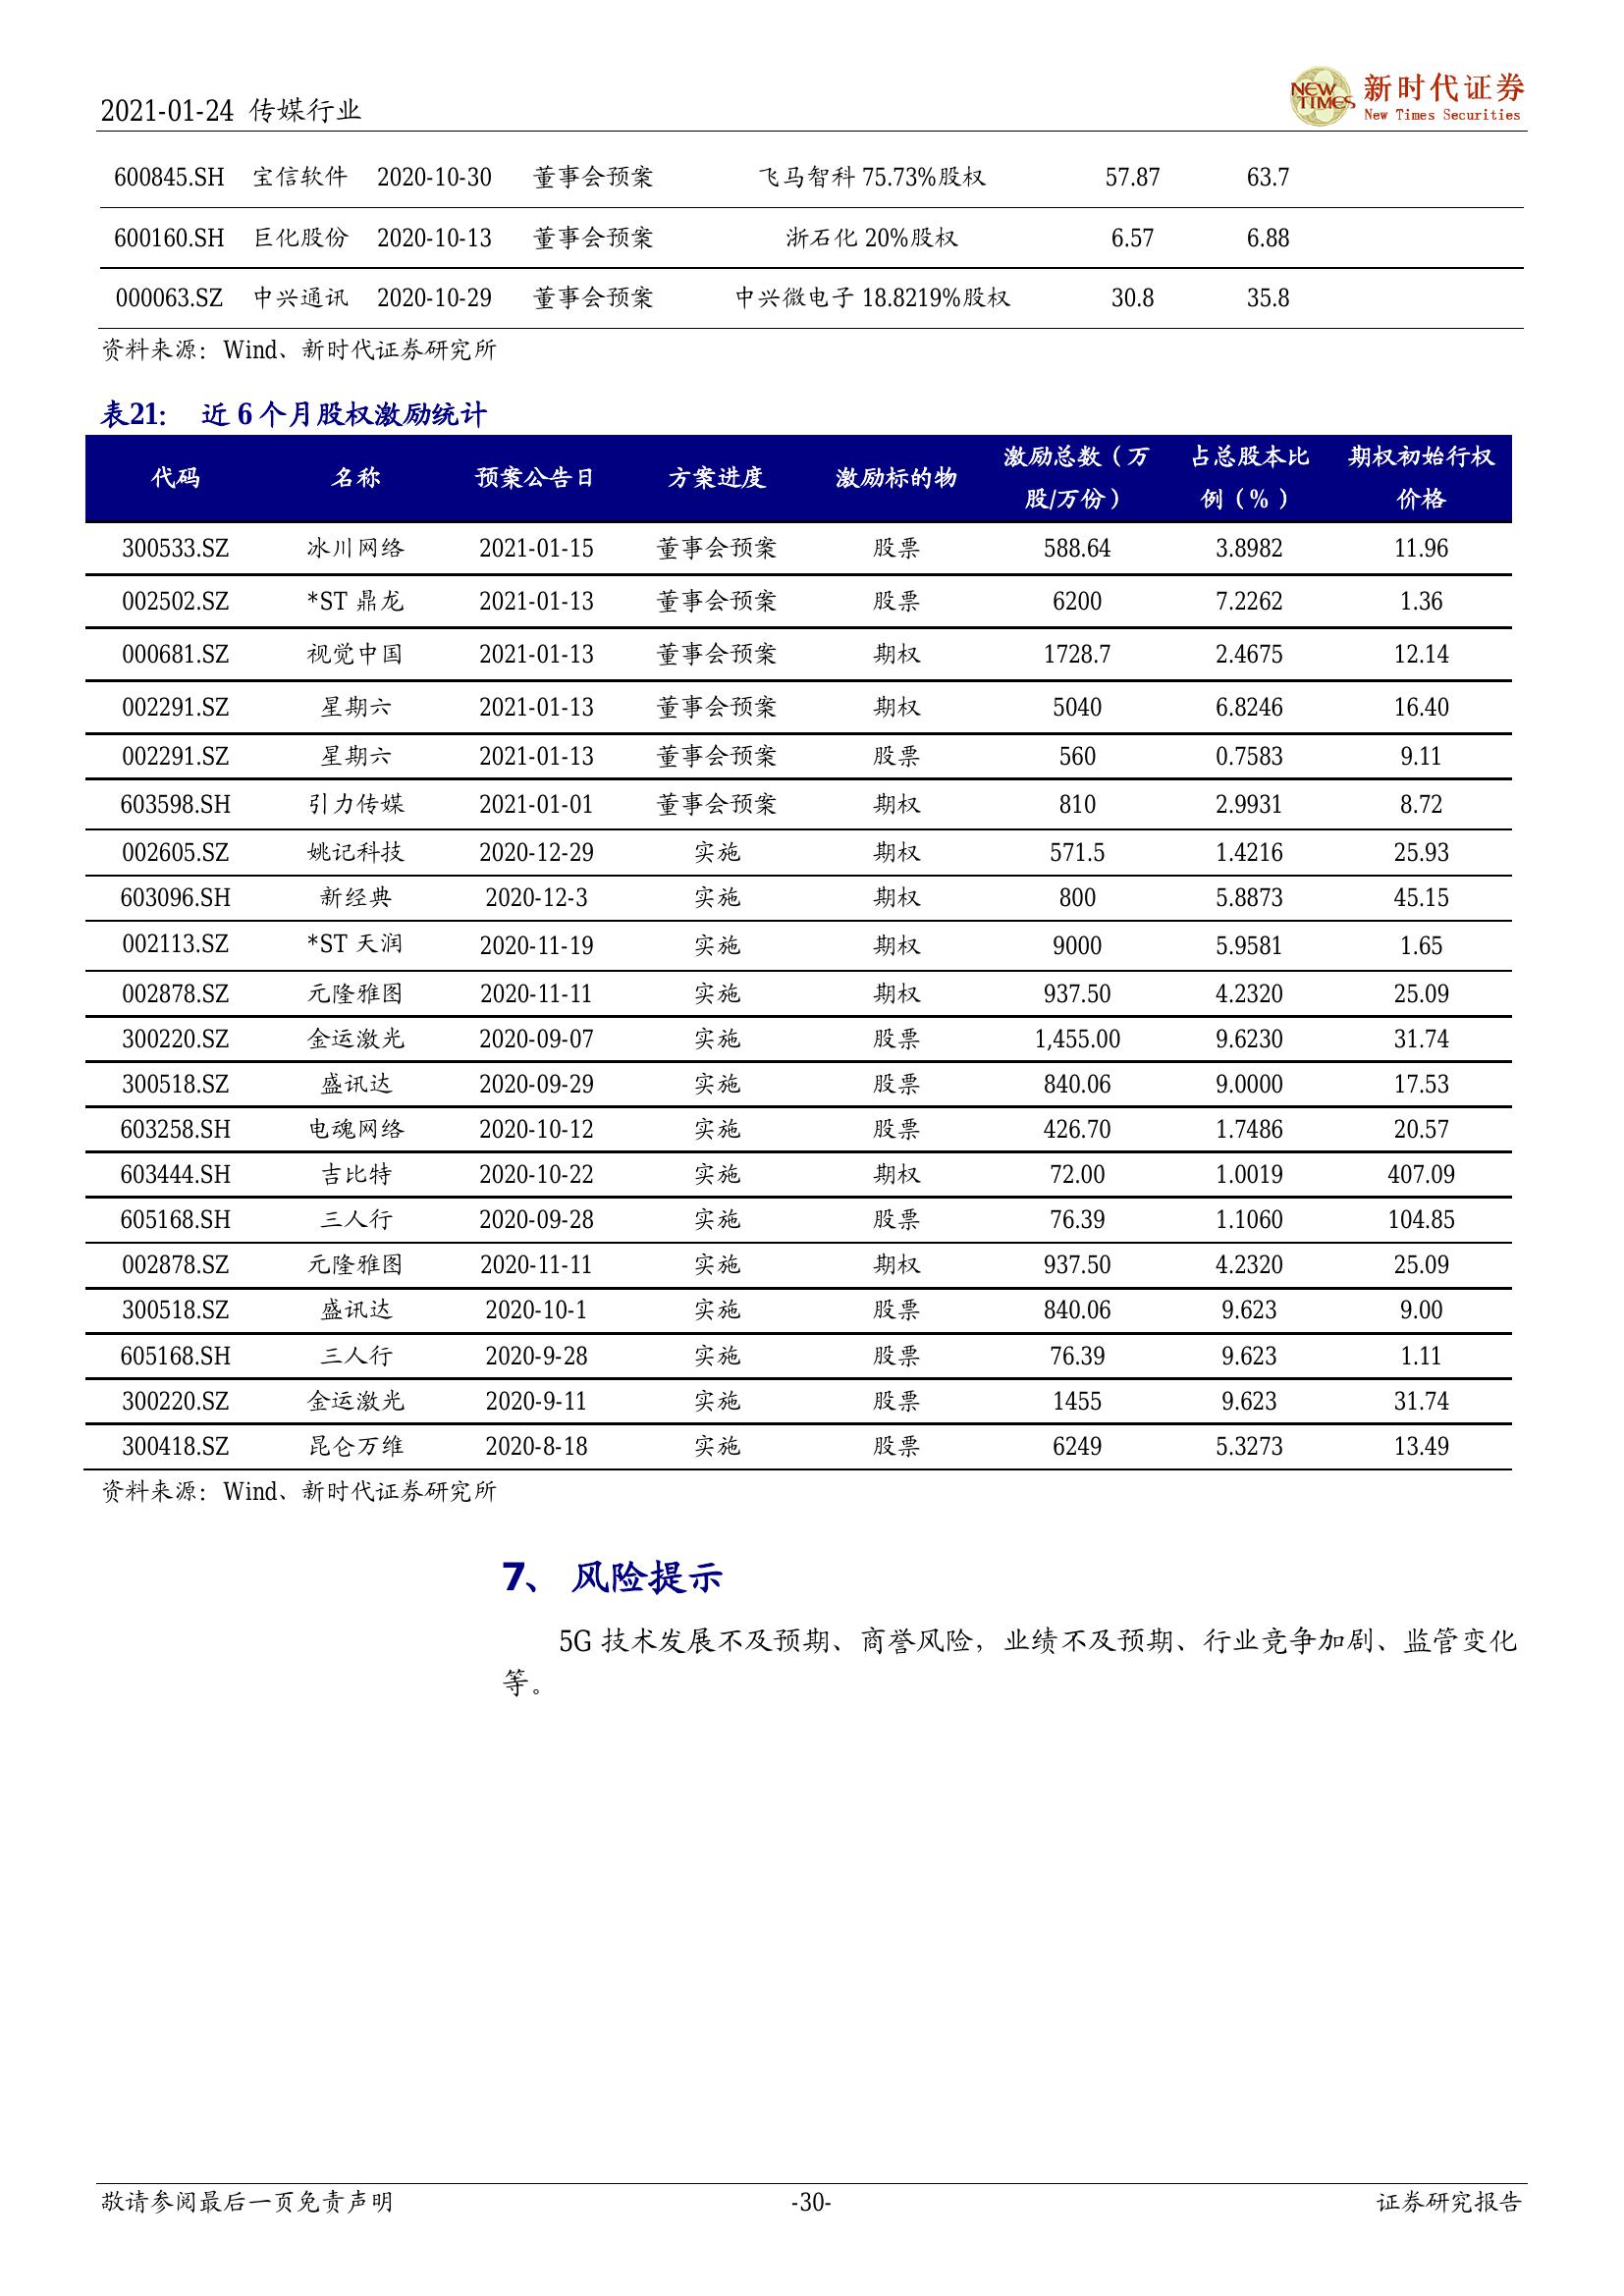 2021-01-24 传媒行业
NEW TIMES 新时代证券
New Times Securities
600845.SH 宝信软件 2020-10-30 董事会预案 飞马智科 75.73%股权 57.87 63.7
600160.SH 巨化股份 2020-10-13 董事会预案 浙石化 20%股权 6.57 6.88
000063.SZ 中兴通讯 2020-10-29 董事会预案 中兴微电子 18.8219%股权 30.8 35.8
资料来源：Wind、新时代证券研究所
表21： 近 6 个月股权激励统计
代码 名称 预案公告日 方案进度 激励标的物 激励总数（万股/万份） 占总股本比例（%） 期权初始行权价格
300533.SZ 冰川网络 2021-01-15 董事会预案 股票 588.64 3.8982 11.96
002502.SZ *ST 鼎龙 2021-01-13 董事会预案 股票 6200 7.2262 1.36
000681.SZ 视觉中国 2021-01-13 董事会预案 期权 1728.7 2.4675 12.14
002291.SZ 星期六 2021-01-13 董事会预案 期权 5040 6.8246 16.40
002291.SZ 星期六 2021-01-13 董事会预案 股票 560 0.7583 9.11
603598.SH 引力传媒 2021-01-01 董事会预案 期权 810 2.9931 8.72
002605.SZ 姚记科技 2020-12-29 实施 期权 571.5 1.4216 25.93
603096.SH 新经典 2020-12-3 实施 期权 800 5.8873 45.15
002113.SZ *ST 天润 2020-11-19 实施 期权 9000 5.9581 1.65
002878.SZ 元隆雅图 2020-11-11 实施 期权 937.50 4.2320 25.09
300220.SZ 金运激光 2020-09-07 实施 股票 1,455.00 9.6230 31.74
300518.SZ 盛讯达 2020-09-29 实施 股票 840.06 9.0000 17.53
603258.SH 电魂网络 2020-10-12 实施 股票 426.70 1.7486 20.57
603444.SH 吉比特 2020-10-22 实施 期权 72.00 1.0019 407.09
605168.SH 三人行 2020-09-28 实施 股票 76.39 1.1060 104.85
002878.SZ 元隆雅图 2020-11-11 实施 期权 937.50 4.2320 25.09
300518.SZ 盛讯达 2020-10-1 实施 股票 840.06 9.623 9.00
605168.SH 三人行 2020-9-28 实施 股票 76.39 9.623 1.11
300220.SZ 金运激光 2020-9-11 实施 股票 1455 9.623 31.74
300418.SZ 昆仑万维 2020-8-18 实施 股票 6249 5.3273 13.49
资料来源：Wind、新时代证券研究所
7、 风险提示
5G 技术发展不及预期、商誉风险，业绩不及预期、行业竞争加剧、监管变化
等。
敬请参阅最后一页免责声明 -30- 证券研究报告